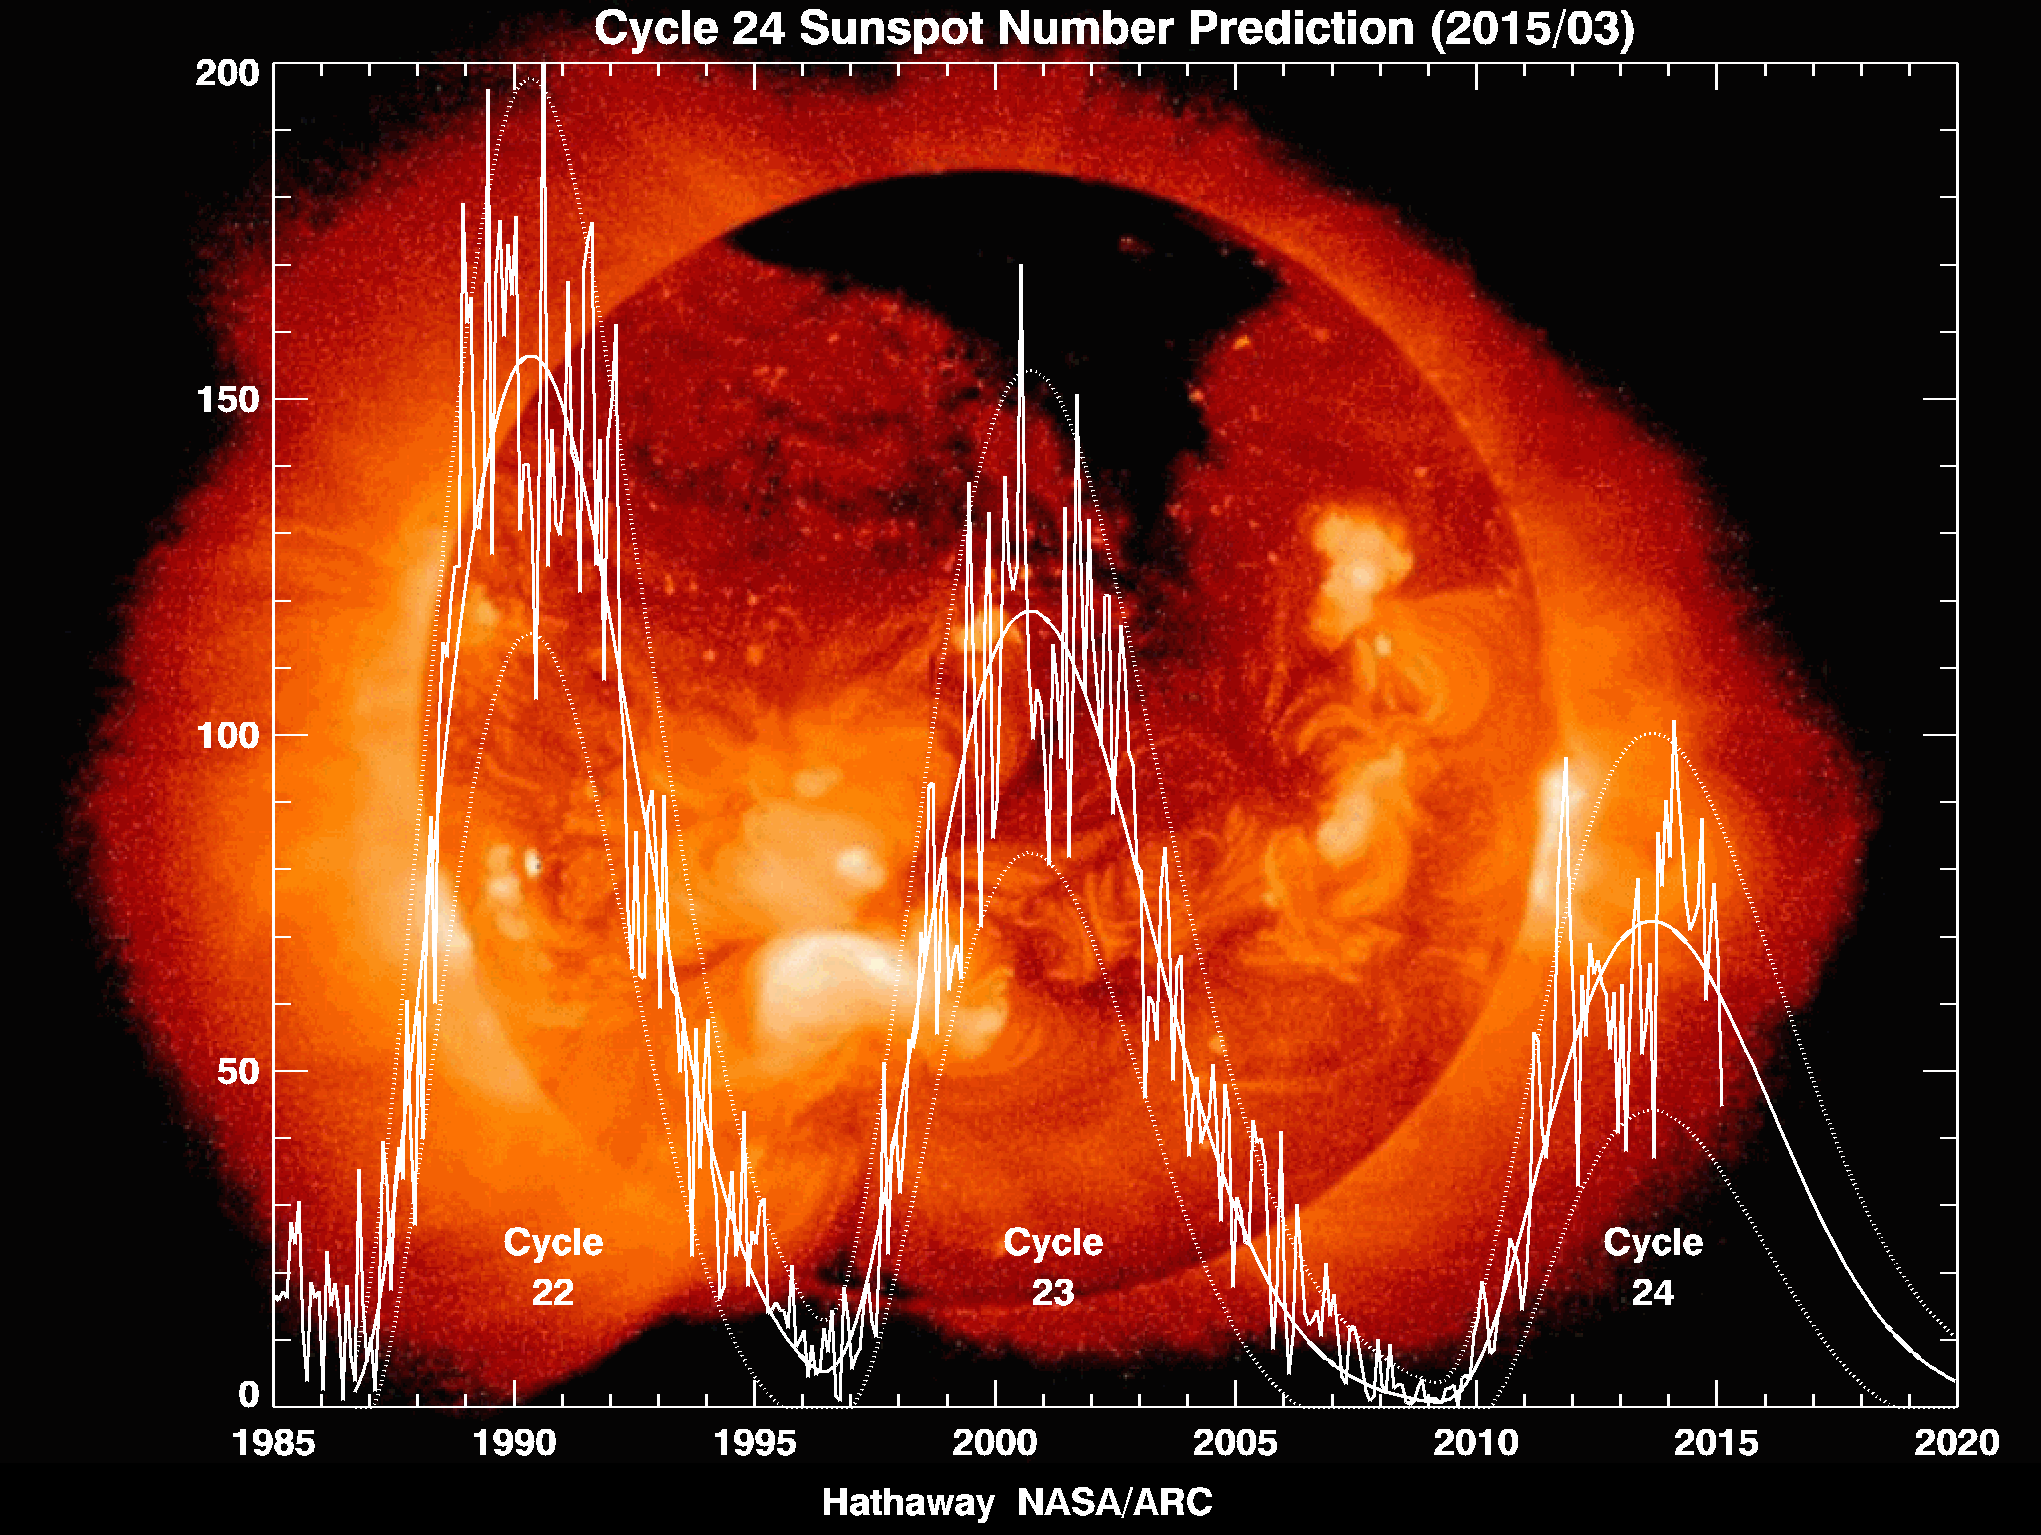 Cycle 24 Sunspot Number Prediction (2015/03)
200
150
100
50
0
Cycle
22
Cycle
23
Cycle
24
1985 1990 1995 2000 2005 2010 2015 2020
Hathaway NASA/ARC